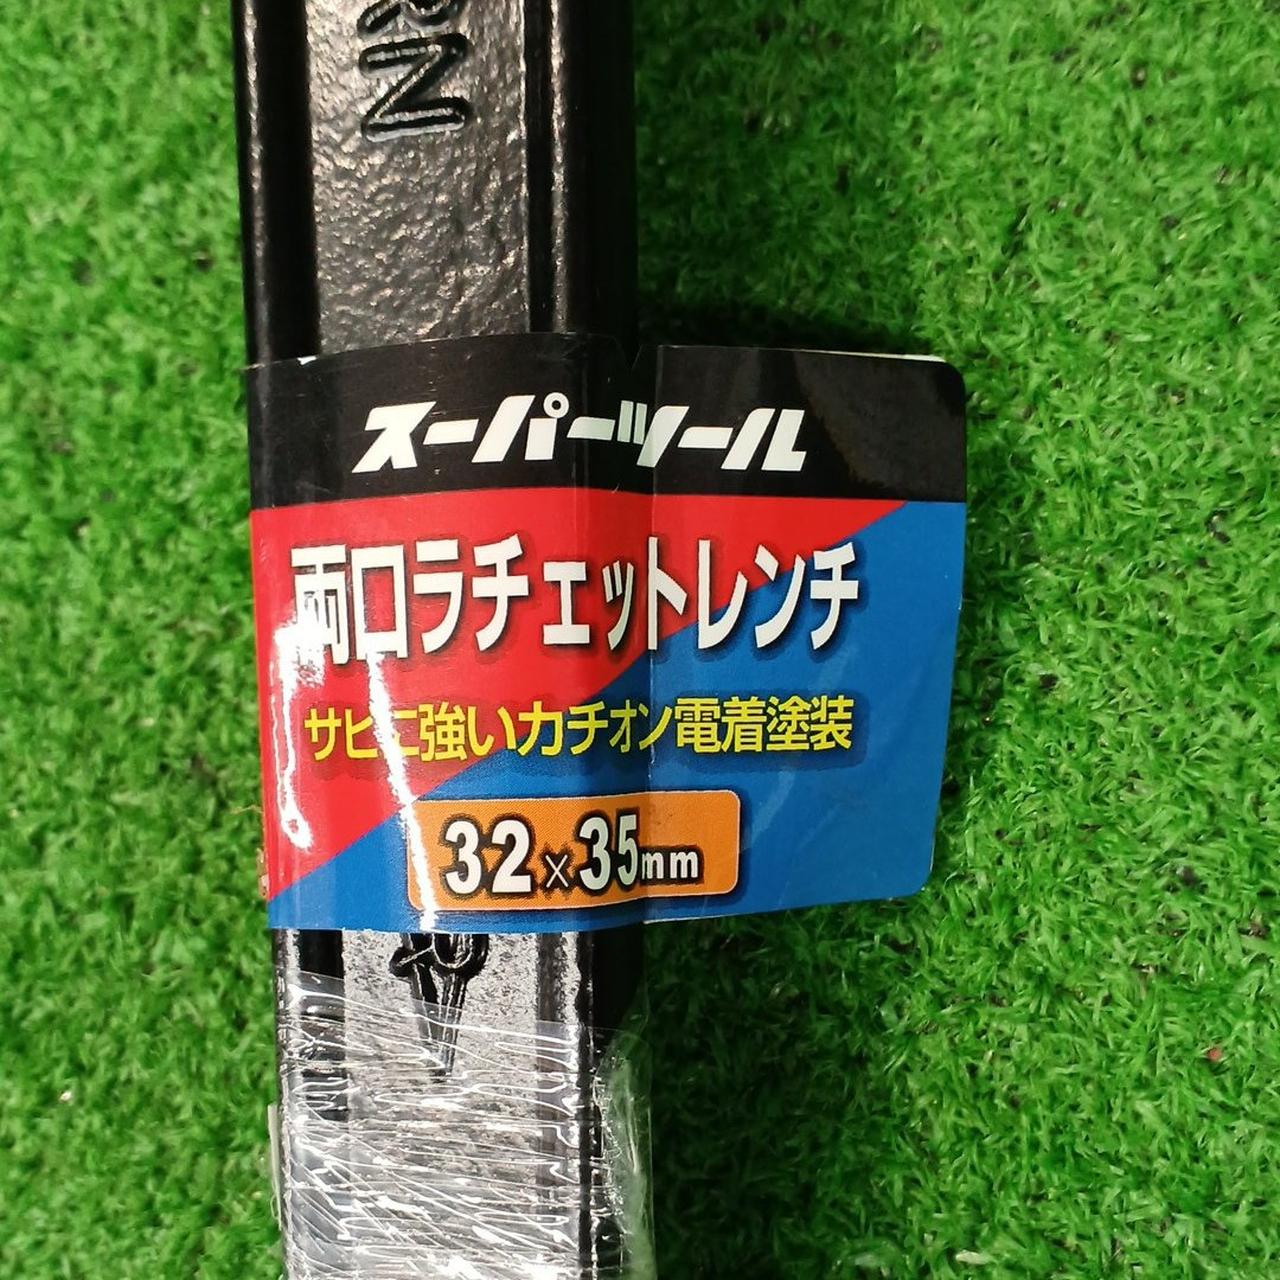 RN
スーパーツール
両口ラチェットレンチ
サビに強いカチオン電着塗装
32×35mm